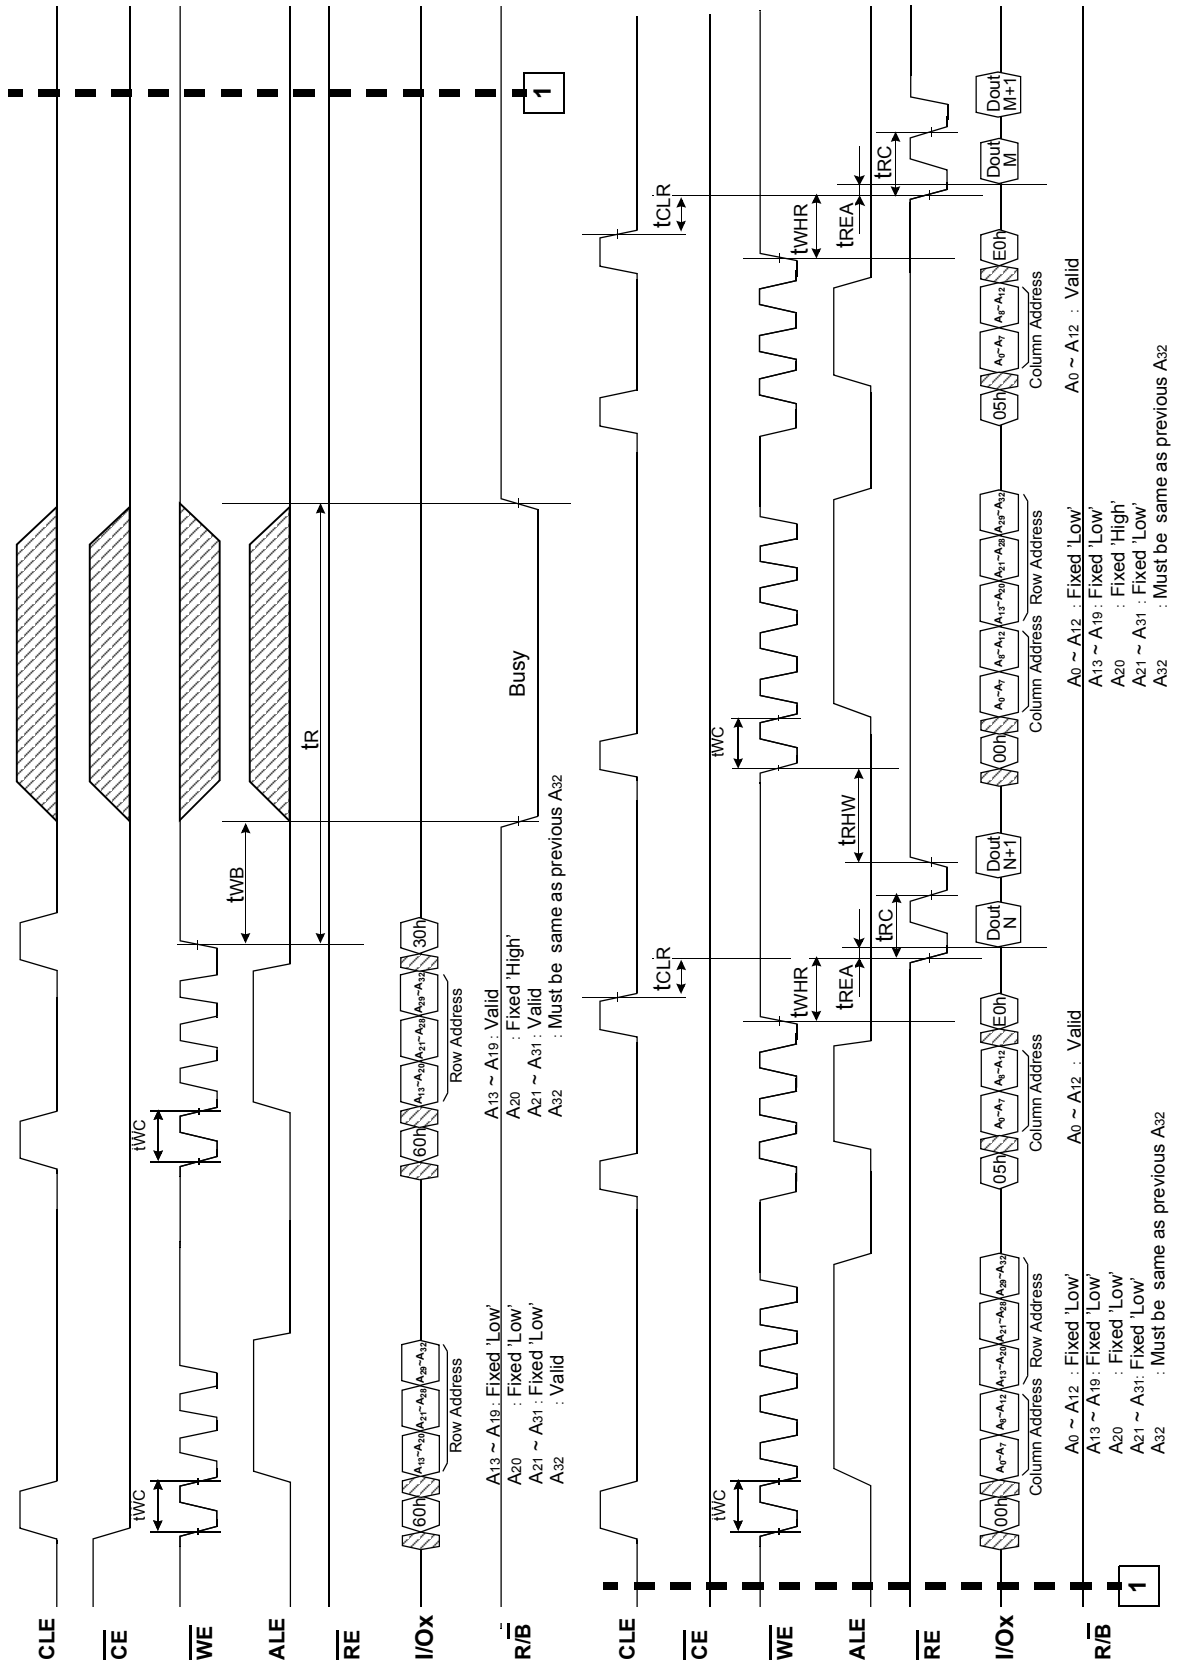 CLE
CE
WE
tWC
tWC
tWB
ALE
tR
RE
I/Ox
60h
A13~A20
A21~A28
A29~A32
Row Address
60h
A13~A20
A21~A28
A29~A32
Row Address
30h
R/B
Busy
1
A13 ~ A19 : Fixed 'Low'
A20 : Fixed 'Low'
A21 ~ A31 : Fixed 'Low'
A32 : Valid
A13 ~ A19 : Valid
A20 : Fixed 'High'
A21 ~ A31 : Valid
A32 : Must be same as previous A32
CLE
tCLR
tCLR
CE
WE
tWC
tWHR
tWC
tWHR
ALE
tREA
tRHW
tREA
RE
tRC
tRC
I/Ox
00h
A0~A7
A8~A12
A13~A20
A21~A28
A29~A32
Column Address
Row Address
05h
A0~A7
A8~A12
Column Address
E0h
Dout N
Dout N+1
00h
A0~A7
A8~A12
A13~A20
A21~A28
A29~A32
Column Address
Row Address
05h
A0~A7
A8~A12
Column Address
E0h
Dout M
Dout M+1
R/B
1
A0 ~ A12 : Fixed 'Low'
A13 ~ A19 : Fixed 'Low'
A20 : Fixed 'Low'
A21 ~ A31: Fixed 'Low'
A32 : Must be same as previous A32
A0 ~ A12 : Valid
A0 ~ A12 : Fixed 'Low'
A13 ~ A19 : Fixed 'Low'
A20 : Fixed 'High'
A21 ~ A31 : Fixed 'Low'
A32 : Must be same as previous A32
A0 ~ A12 : Valid